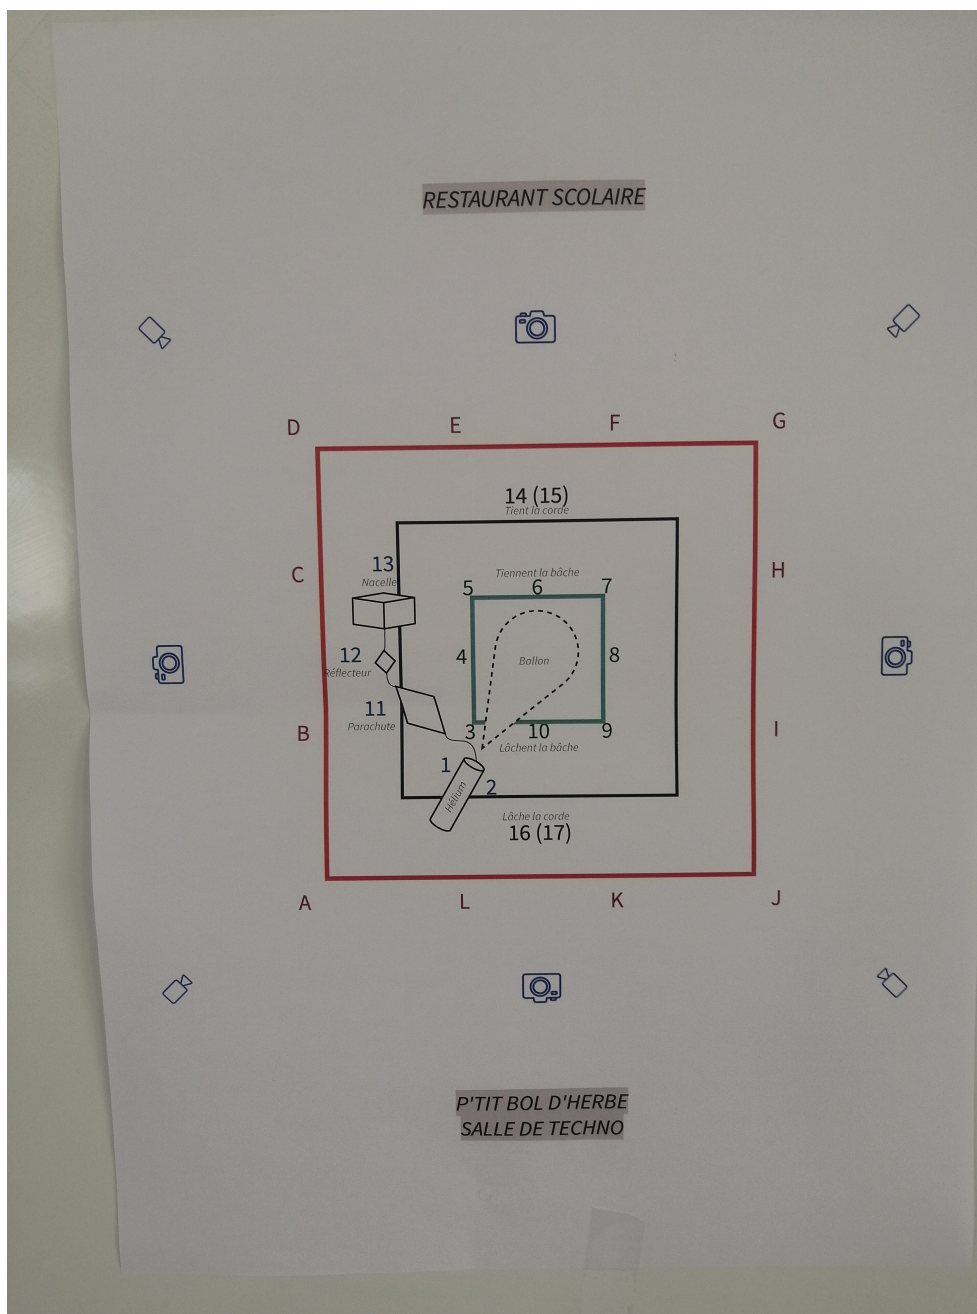 RESTAURANT SCOLAIRE
D E F G
14 (15)
Tient la corde
13
Nacelle
C
H
Tiennent la bâche
5 6 7
12
Réflecteur
4
Ballon
8
11
Parachute
B
3 10 9
I
Lâchent la bâche
1
2
Hélium
Lâche la corde
16 (17)
A L K J
P'TIT BOL D'HERBE
SALLE DE TECHNO